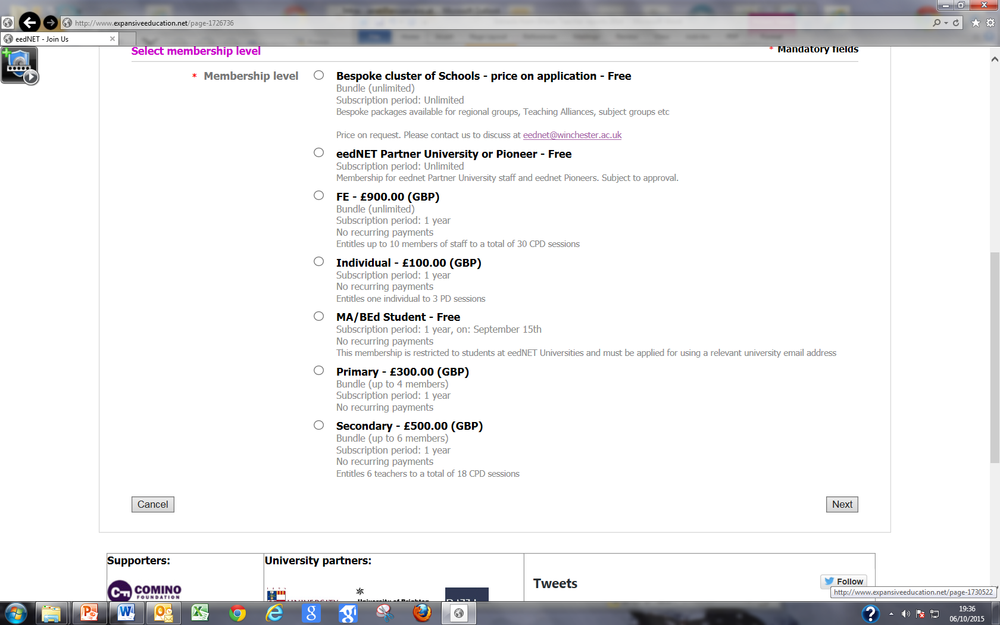 http://www.expansiveeducation.net/page-1726736
eedNET - Join Us
Select membership level
* Mandatory fields
* Membership level
Bespoke cluster of Schools - price on application - Free
Bundle (unlimited)
Subscription period: Unlimited
Bespoke packages available for regional groups, Teaching Alliances, subject groups etc
Price on request. Please contact us to discuss at eednet@winchester.ac.uk
eedNET Partner University or Pioneer - Free
Subscription period: Unlimited
Membership for eednet Partner University staff and eednet Pioneers. Subject to approval.
FE - £900.00 (GBP)
Bundle (unlimited)
Subscription period: 1 year
No recurring payments
Entitles up to 10 members of staff to a total of 30 CPD sessions
Individual - £100.00 (GBP)
Subscription period: 1 year
No recurring payments
Entitles one individual to 3 PD sessions
MA/BEd Student - Free
Subscription period: 1 year, on: September 15th
No recurring payments
This membership is restricted to students at eedNET Universities and must be applied for using a relevant university email address
Primary - £300.00 (GBP)
Bundle (up to 4 members)
Subscription period: 1 year
No recurring payments
Secondary - £500.00 (GBP)
Bundle (up to 6 members)
Subscription period: 1 year
No recurring payments
Entitles 6 teachers to a total of 18 CPD sessions
Cancel
Next
Supporters:
University partners:
Tweets
Follow
COMINO
FOUNDATION
UNIVERSITY
University of Brighton
http://www.expansiveeducation.net/page-1730522
19:36
06/10/2015